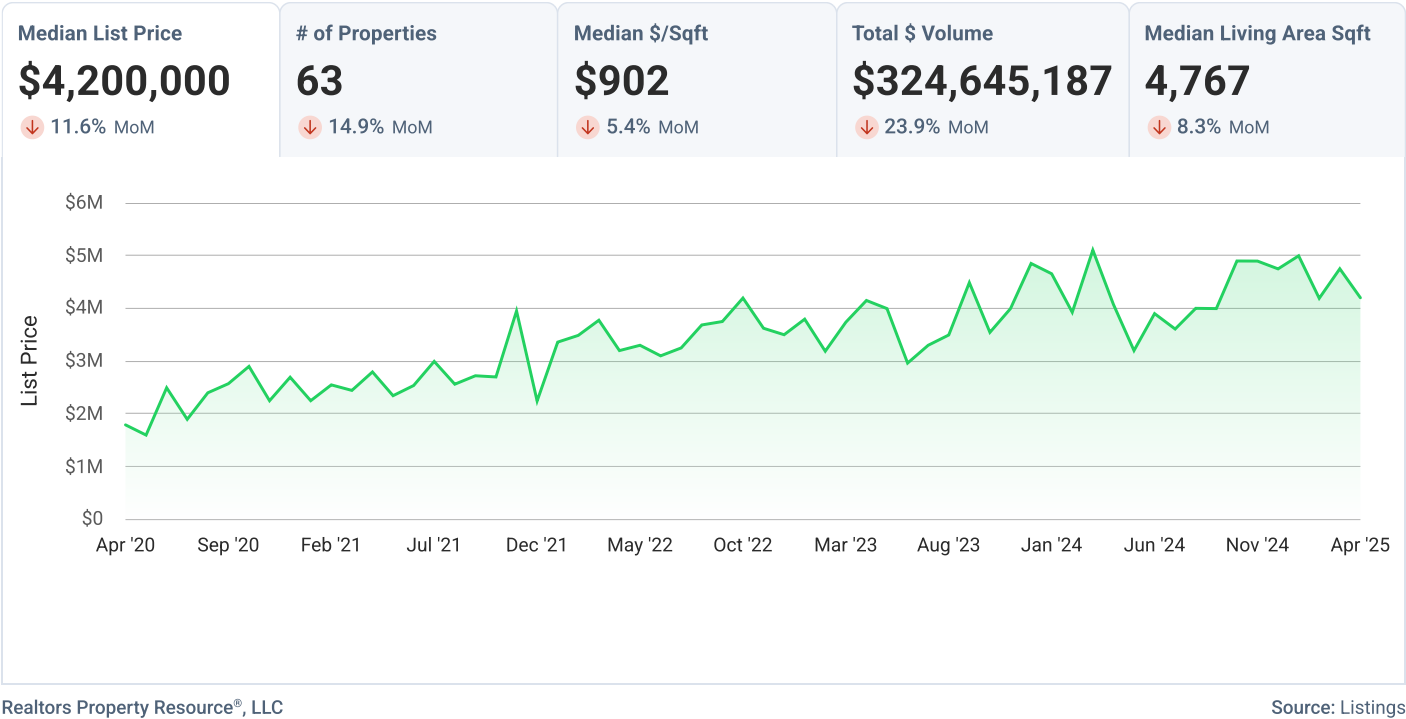 Median List Price
$4,200,000
11.6% MoM
# of Properties
63
14.9% MoM
Median $/Sqft
$902
5.4% MoM
Total $ Volume
$324,645,187
23.9% MoM
Median Living Area Sqft
4,767
8.3% MoM
List Price
$6M
$5M
$4M
$3M
$2M
$1M
$0
Apr '20 Sep '20 Feb '21 Jul '21 Dec '21 May '22 Oct '22 Mar '23 Aug '23 Jan '24 Jun '24 Nov '24 Apr '25
Realtors Property Resource®, LLC
Source: Listings